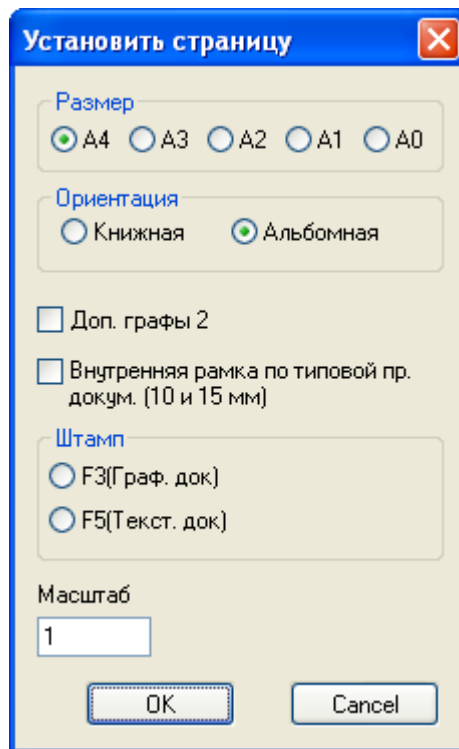 Установить страницу
Размер
A4 A3 A2 A1 A0
Ориентация
Книжная Альбомная
Доп. графы 2
Внутренняя рамка по типовой пр.
докум. (10 и 15 мм)
Штамп
F3(Граф. док)
F5(Текст. док)
Масштаб
1
OK Cancel